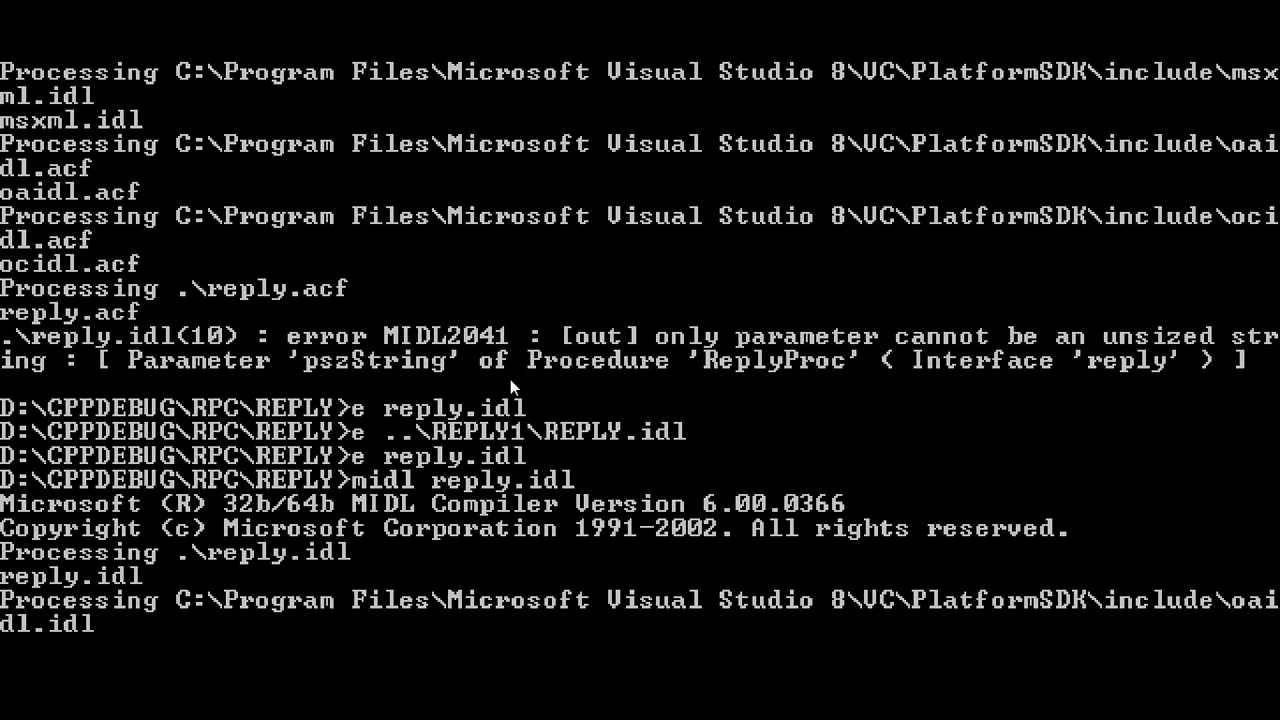 Processing C:\Program Files\Microsoft Visual Studio 8\VC\PlatformSDK\include\msx
ml.idl
msxml.idl
Processing C:\Program Files\Microsoft Visual Studio 8\VC\PlatformSDK\include\oai
dl.acf
oaidl.acf
Processing C:\Program Files\Microsoft Visual Studio 8\VC\PlatformSDK\include\oci
dl.acf
ocidl.acf
Processing .\reply.acf
reply.acf
.\reply.idl(10) : error MIDL2041 : [out] only parameter cannot be an unsized str
ing : [ Parameter 'pszString' of Procedure 'ReplyProc' ( Interface 'reply' ) ]
D:\CPPDEBUG\RPC\REPLY>e reply.idl
D:\CPPDEBUG\RPC\REPLY>e ..\REPLY1\REPLY.idl
D:\CPPDEBUG\RPC\REPLY>e reply.idl
D:\CPPDEBUG\RPC\REPLY>midl reply.idl
Microsoft (R) 32b/64b MIDL Compiler Version 6.00.0366
Copyright (c) Microsoft Corporation 1991-2002. All rights reserved.
Processing .\reply.idl
reply.idl
Processing C:\Program Files\Microsoft Visual Studio 8\VC\PlatformSDK\include\oai
dl.idl